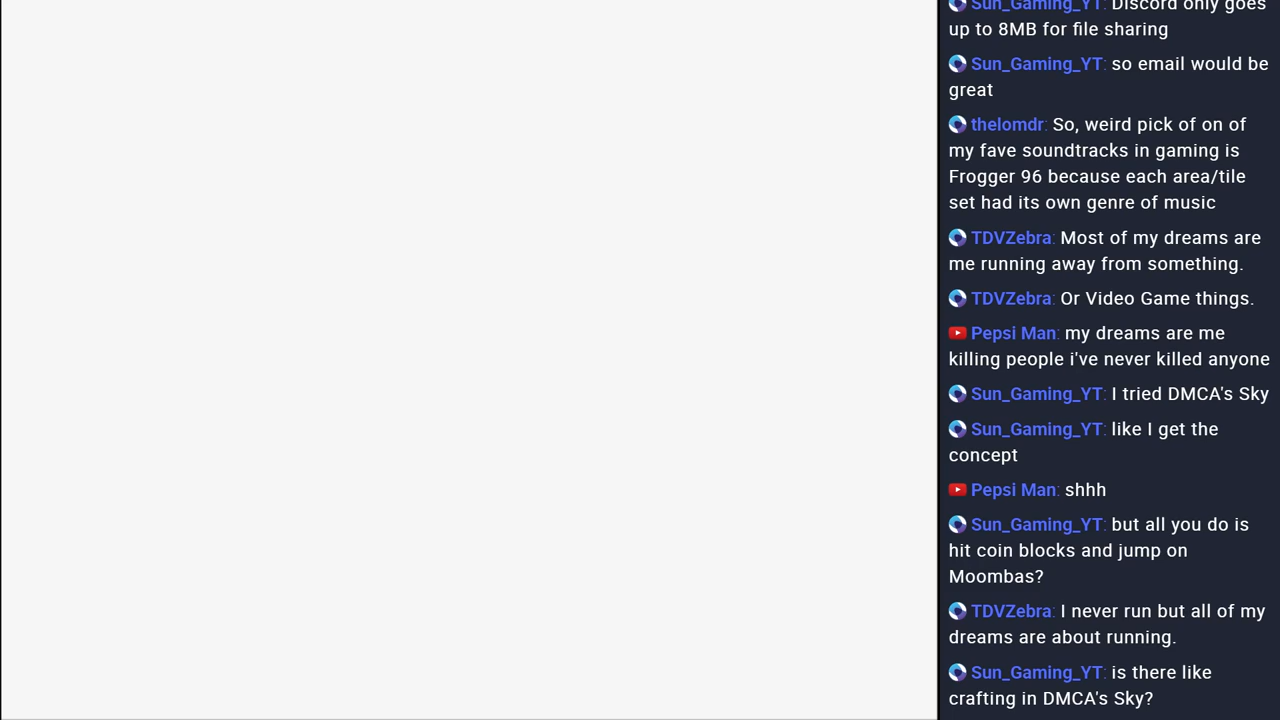 Sun_Gaming_YT: Discord only goes
up to 8MB for file sharing
Sun_Gaming_YT: so email would be
great
thelomdr: So, weird pick of on of
my fave soundtracks in gaming is
Frogger 96 because each area/tile
set had its own genre of music
TDVZebra: Most of my dreams are
me running away from something.
TDVZebra: Or Video Game things.
Pepsi Man: my dreams are me
killing people i've never killed anyone
Sun_Gaming_YT: I tried DMCA's Sky
Sun_Gaming_YT: like I get the
concept
Pepsi Man: shhh
Sun_Gaming_YT: but all you do is
hit coin blocks and jump on
Moombas?
TDVZebra: I never run but all of my
dreams are about running.
Sun_Gaming_YT: is there like
crafting in DMCA's Sky?